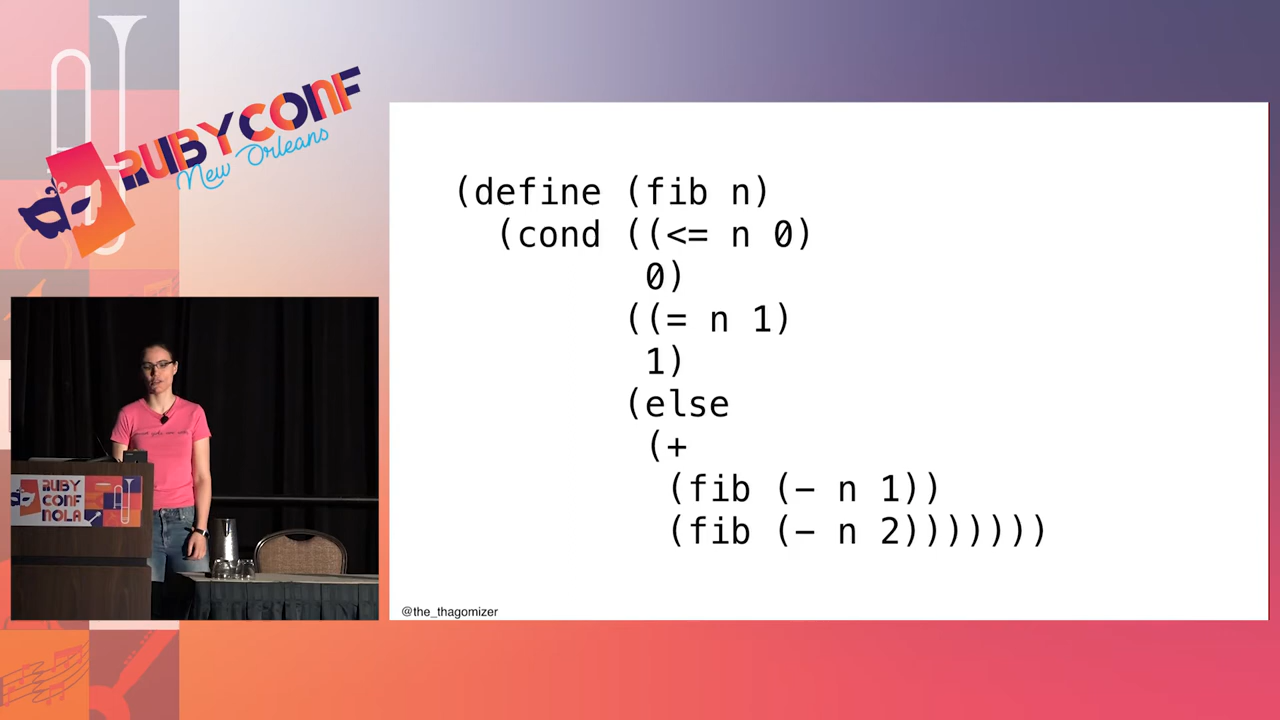 RUBYCONF
New Orleans
(define (fib n)
(cond ((<= n 0)
0)
((= n 1)
1)
(else
(+
(fib (– n 1))
(fib (– n 2)))))))
@the_thagomizer
RUBY
CONF
NOLA